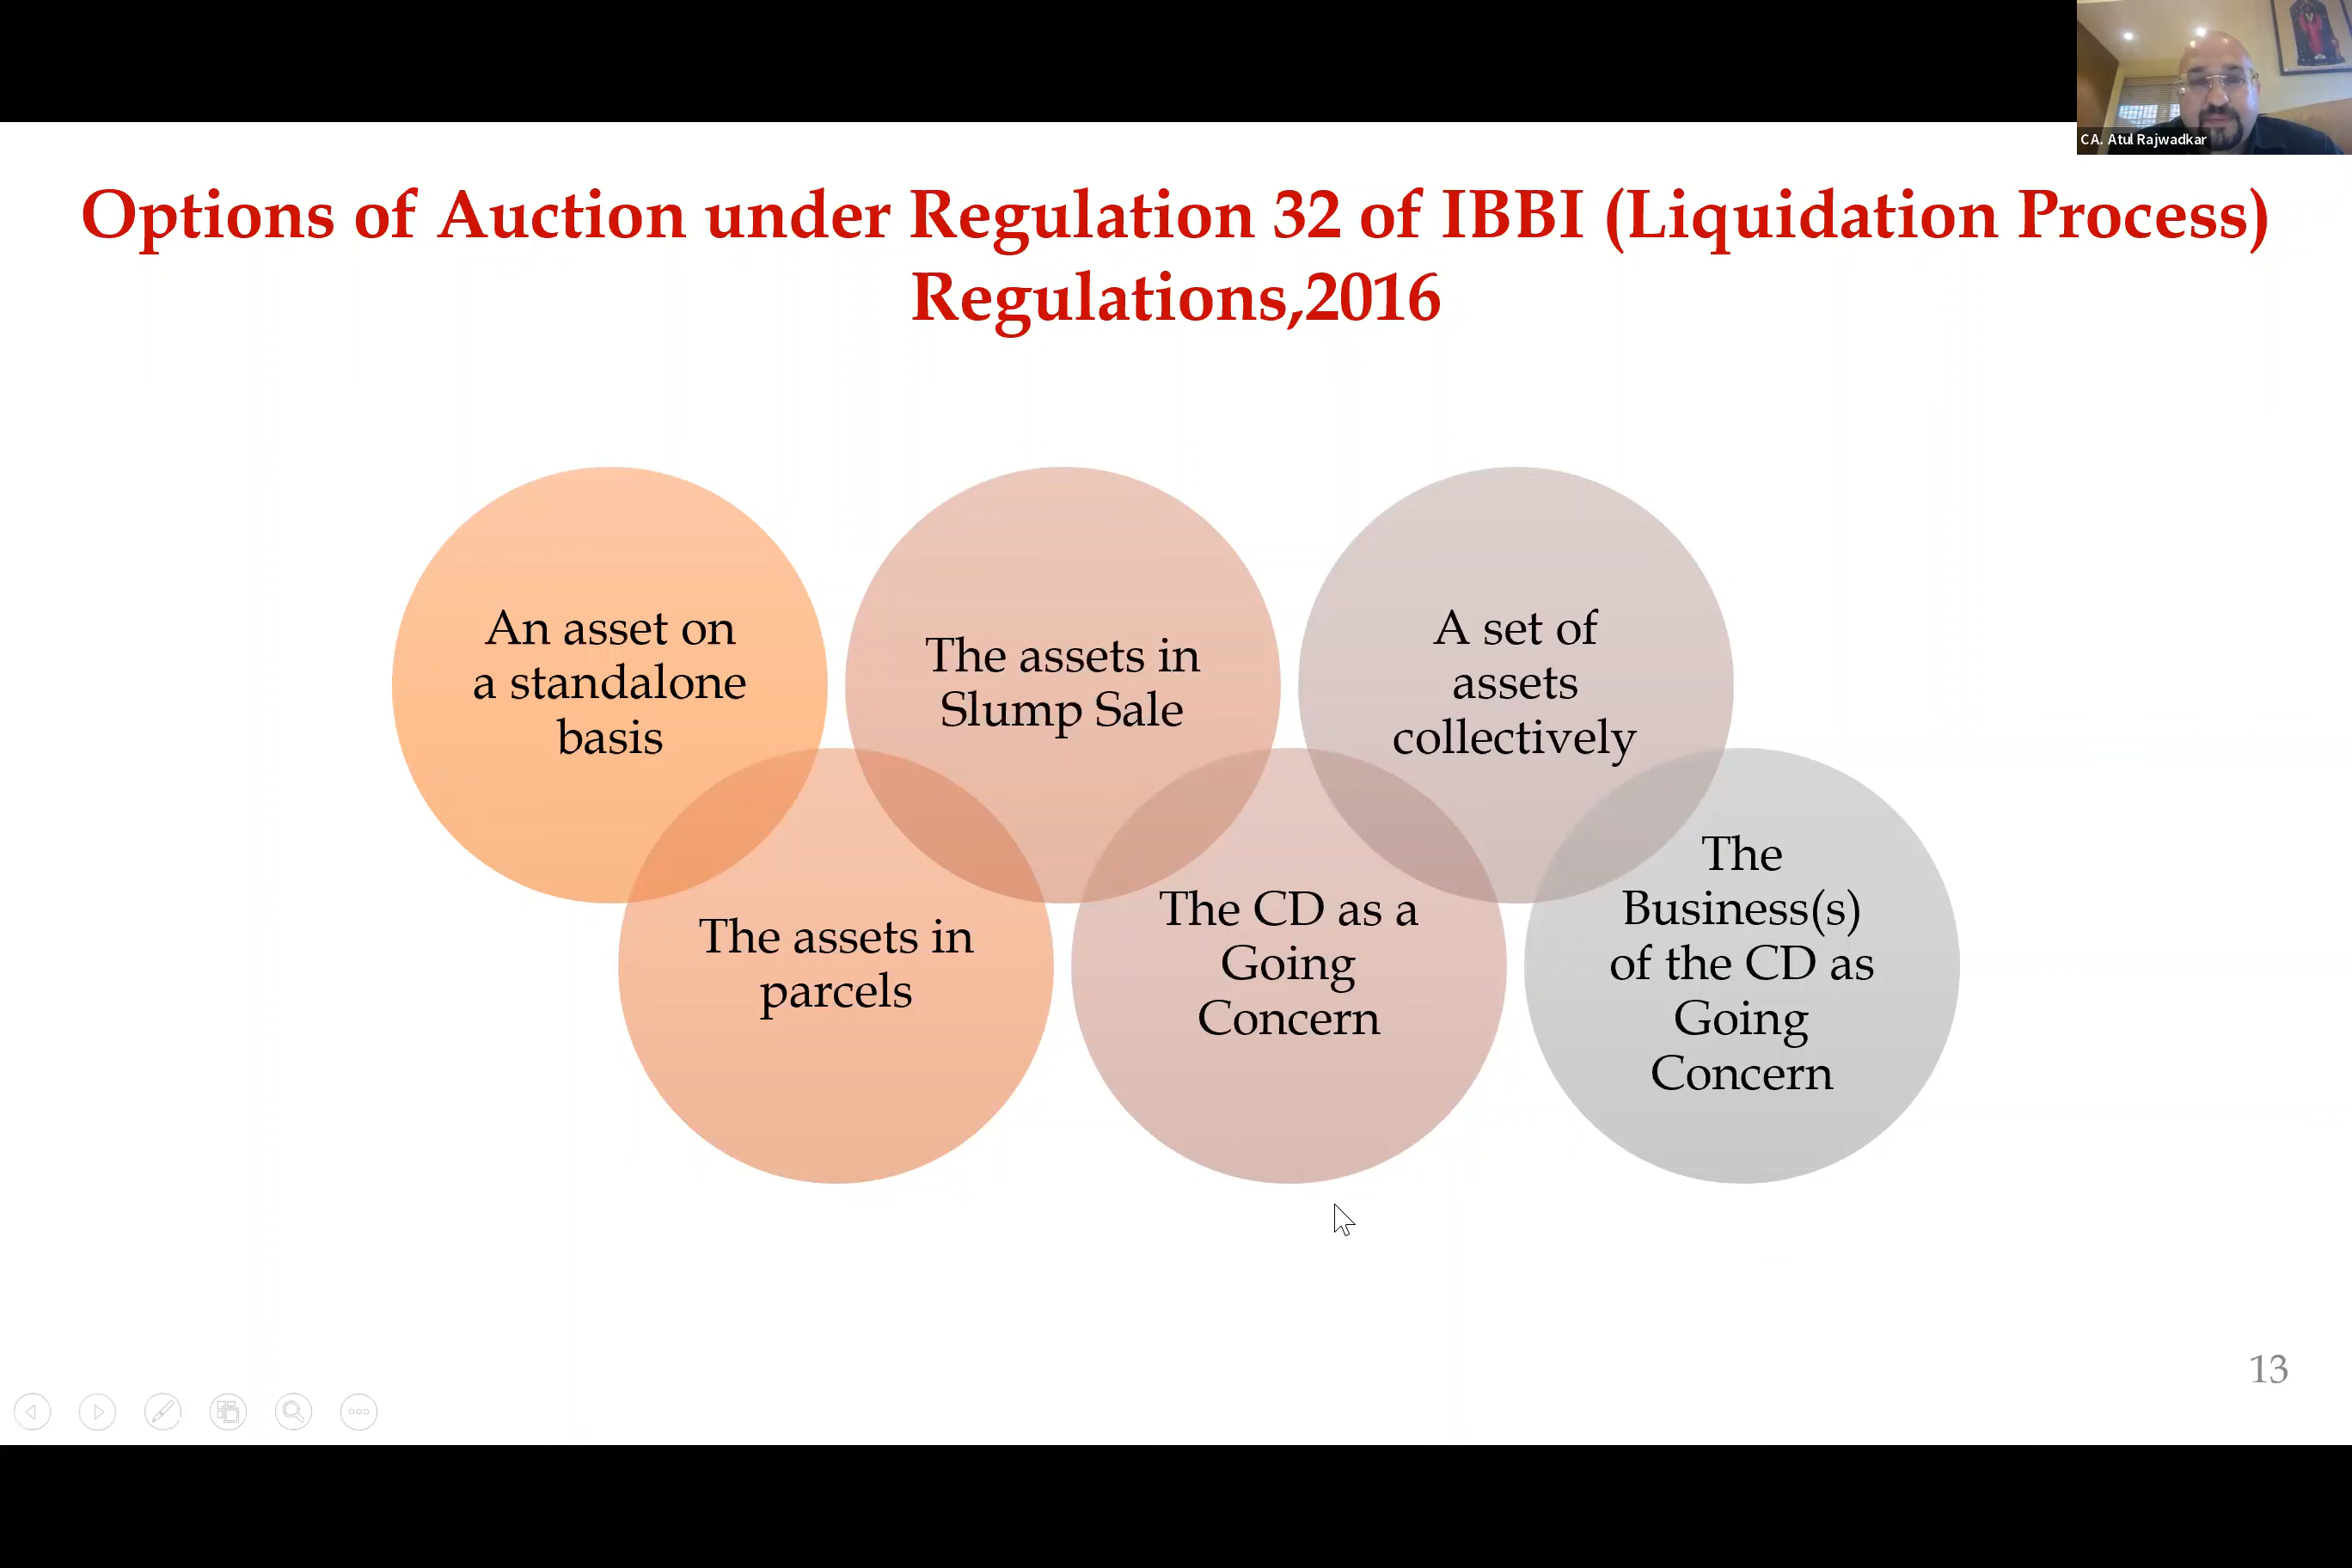 CA. Atul Rajwadkar
Options of Auction under Regulation 32 of IBBI (Liquidation Process)
Regulations,2016
An asset on
a standalone
basis
The assets in
Slump Sale
A set of
assets
collectively
The assets in
parcels
The CD as a
Going
Concern
The
Business(s)
of the CD as
Going
Concern
13